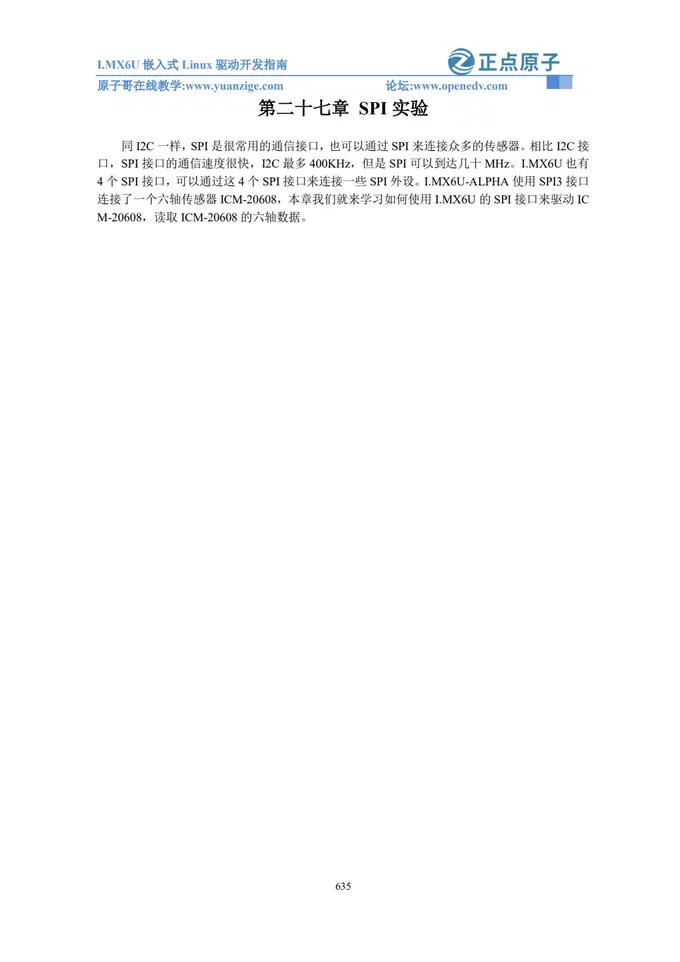 I.MX6U 嵌入式 Linux 驱动开发指南
正点原子
原子哥在线教学:www.yuanzige.com 论坛:www.openedv.com
第二十七章 SPI 实验
同 I2C 一样，SPI 是很常用的通信接口，也可以通过 SPI 来连接众多的传感器。相比 I2C 接
口，SPI 接口的通信速度很快，I2C 最多 400KHz，但是 SPI 可以到达几十 MHz。I.MX6U 也有
4 个 SPI 接口，可以通过这 4 个 SPI 接口来连接一些 SPI 外设。I.MX6U-ALPHA 使用 SPI3 接口
连接了一个六轴传感器 ICM-20608，本章我们就来学习如何使用 I.MX6U 的 SPI 接口来驱动 IC
M-20608，读取 ICM-20608 的六轴数据。
635